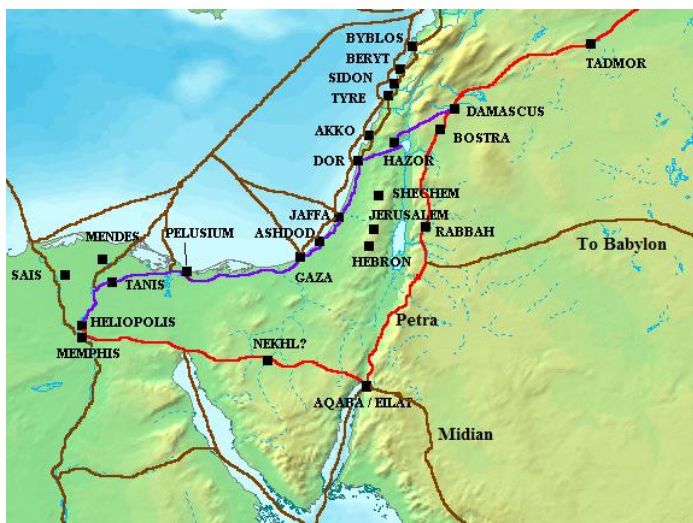 BYBLOS
BERYT
SIDON
TYRE
TADMOR
DAMASCUS
BOSTRA
AKKO
DOR
HAZOR
SHECHEM
JAFFA
JERUSALEM
RABBAH
ASHDOD
PELUSIUM
MENDES
To Babylon
HEBRON
GAZA
SAIS
TANIS
HELIOPOLIS
Petra
NEKHL?
MEMPHIS
AQABA / EILAT
Midian